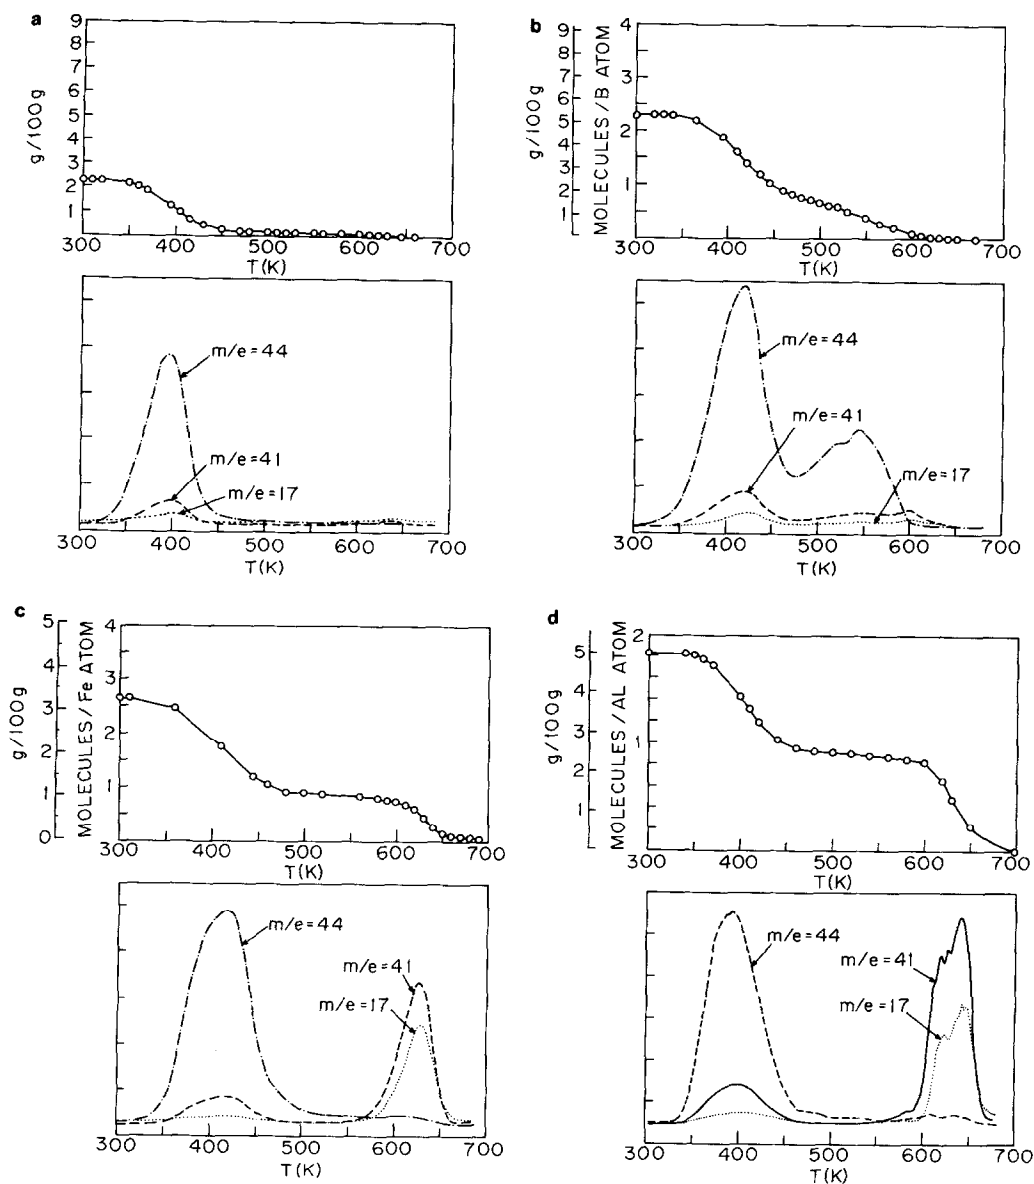 a
g/100g
9
8
7
6
5
4
3
2
1
300 400 500 600 700
T(K)
m/e=44
m/e=41
m/e=17
300 400 500 600 700
T(K)
b
g/100g
9
8
7
6
5
4
3
2
1
MOLECULES/B ATOM
4
3
2
1
300 400 500 600 700
T(K)
m/e=44
m/e=41
m/e=17
300 400 500 600 700
T(K)
c
g/100g
5
4
3
2
1
0
MOLECULES/Fe ATOM
4
3
2
1
300 400 500 600 700
T(K)
m/e=44
m/e=41
m/e=17
300 400 500 600 700
T(K)
d
g/100g
5
4
3
2
1
MOLECULES/AL ATOM
2
1
300 400 500 600 700
T(K)
m/e=44
m/e=41
m/e=17
300 400 500 600 700
T(K)